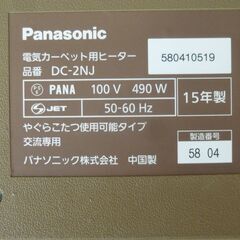 Panasonic
電気カーペット用ヒーター
品番 DC-2NJ
580410519
PANA 100 V 490 W
JET 50-60 Hz
15年製
やぐらこたつ使用可能タイプ
交流専用
製造番号
58 04
パナソニック株式会社 中国製